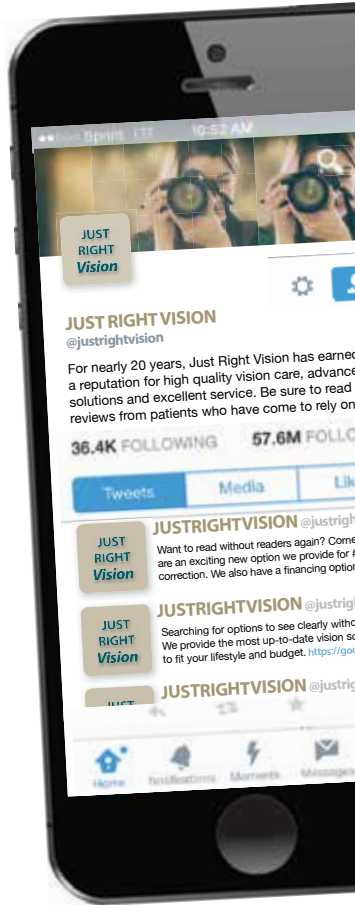 Sprint LTE 10:52 AM
JUST
RIGHT
Vision
JUST RIGHT VISION
@justrightvision
For nearly 20 years, Just Right Vision has earned
a reputation for high quality vision care, advance
solutions and excellent service. Be sure to read
reviews from patients who have come to rely on
36.4K FOLLOWING 57.6M FOLLO
Tweets Media Lik
JUST
RIGHT
Vision
JUSTRIGHTVISION @justrigh
Want to read without readers again? Corne
are an exciting new option we provide for #
correction. We also have a financing option
JUST
RIGHT
Vision
JUSTRIGHTVISION @justrigh
Searching for options to see clearly witho
We provide the most up-to-date vision so
to fit your lifestyle and budget. https://goo
JUST
JUSTRIGHTVISION @justrig
Home Notifications Moments Messages